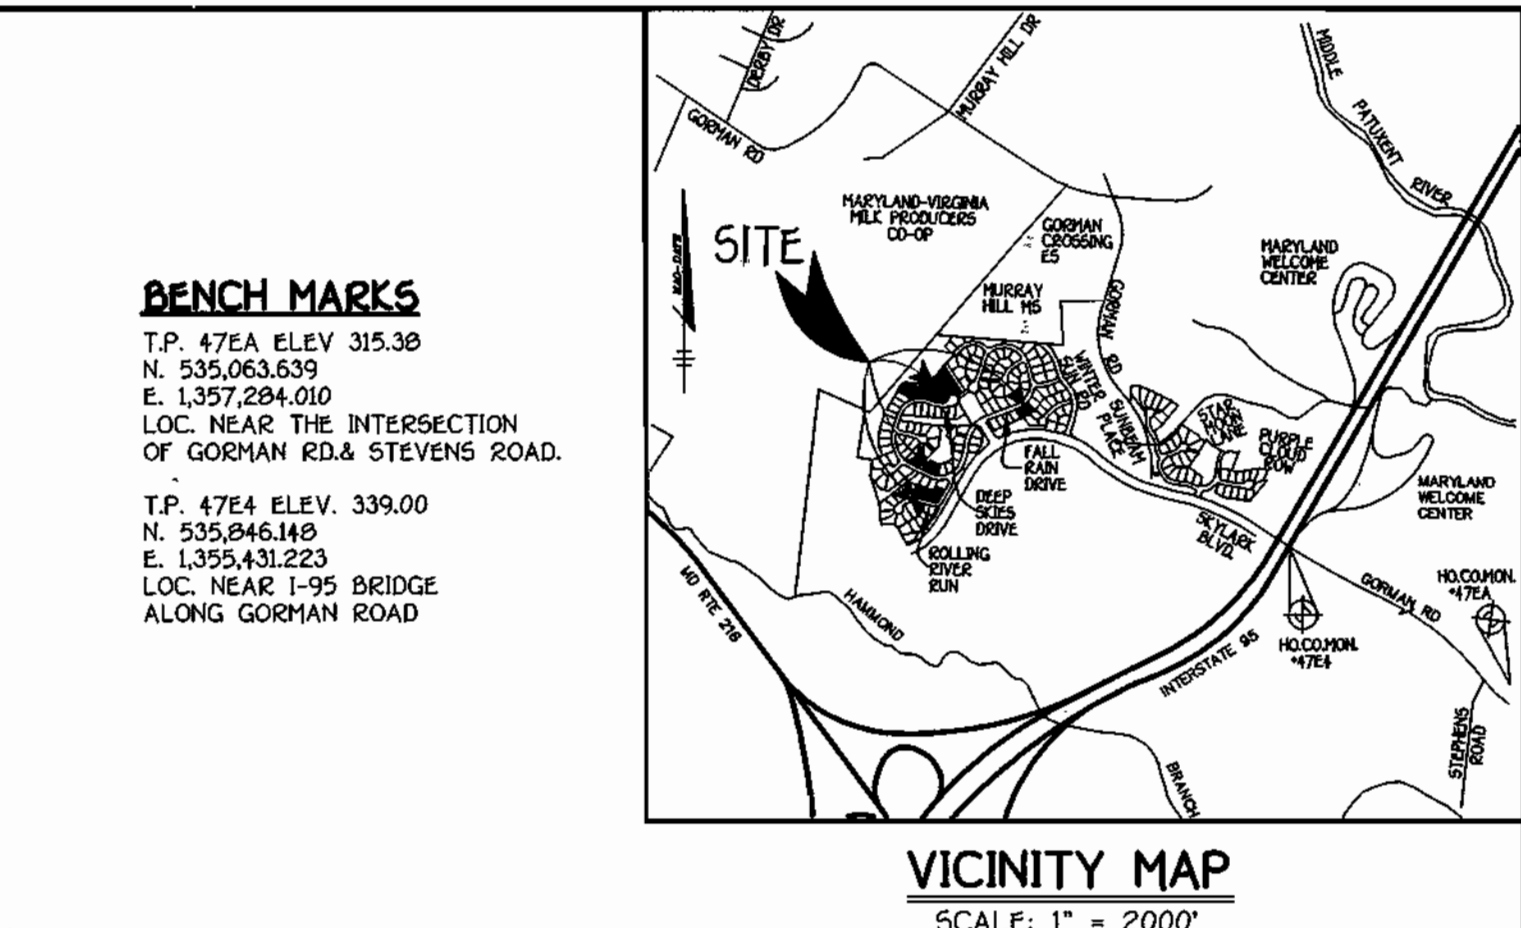 BENCH MARKS
T.P. 47EA ELEV 315.38
N. 535,063.639
E. 1,357,284.010
LOC. NEAR THE INTERSECTION
OF GORMAN RD.& STEVENS ROAD.
T.P. 47E4 ELEV. 339.00
N. 535,846.148
E. 1,355,431.223
LOC. NEAR I-95 BRIDGE
ALONG GORMAN ROAD
DERBY DR
GORMAN RD
MURRAY HILL DR
MIDDLE
PATUXENT
RIVER
MARYLAND-VIRGINIA
MILK PRODUCERS
CO-OP
SITE
GORMAN
CROSSING
ES
MURRAY
HILL MS
GORMAN RD
MARYLAND
WELCOME
CENTER
WINTER
SUN RD
SUNBEAM
PLACE
STAR
MOON
LANE
PURPLE
CLOUD
ROW
FALL
RAIN
DRIVE
DEEP
SKIES
DRIVE
ROLLING
RIVER
RUN
SKYLARK
BLVD.
MARYLAND
WELCOME
CENTER
MD RTE 216
HAMMOND
BRANCH
INTERSTATE 95
GORMAN RD
HO.CO.MON.
#47E4
HO.CO.MON.
#47EA
STEPHENS
ROAD
VICINITY MAP
SCALE: 1" = 2000'